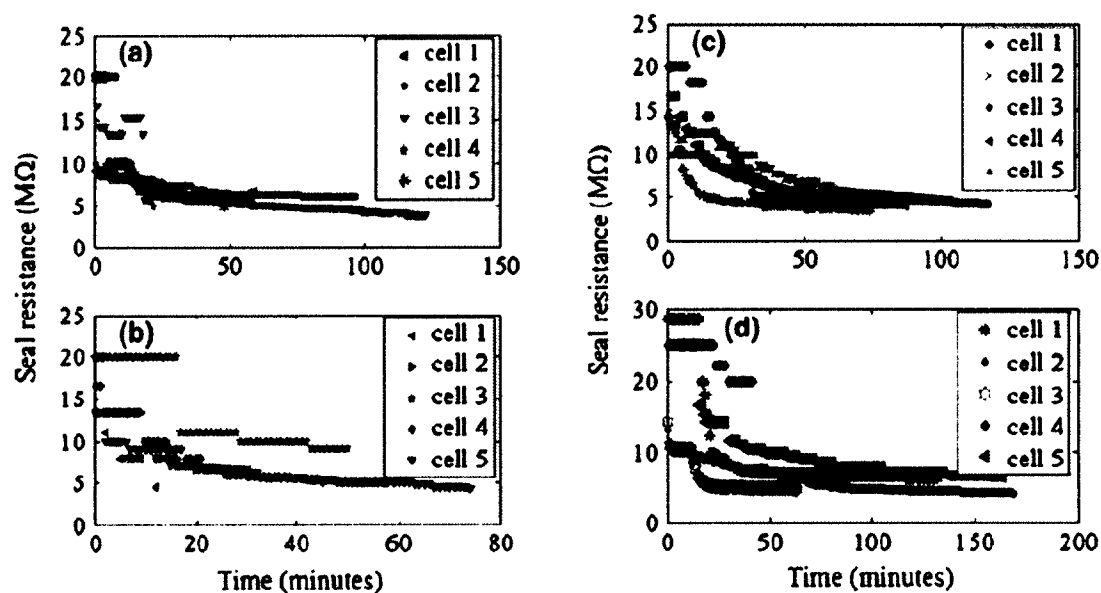 (a)
25
20
15
10
5
0
0 50 100 150
cell 1
cell 2
cell 3
cell 4
cell 5
(b)
25
20
15
10
5
0
0 20 40 60 80
cell 1
cell 2
cell 3
cell 4
cell 5
Seal resistance (MΩ)
Time (minutes)
(c)
25
20
15
10
5
0
0 50 100 150
cell 1
cell 2
cell 3
cell 4
cell 5
(d)
30
20
10
0
0 50 100 150 200
cell 1
cell 2
cell 3
cell 4
cell 5
Seal resistance (MΩ)
Time (minutes)